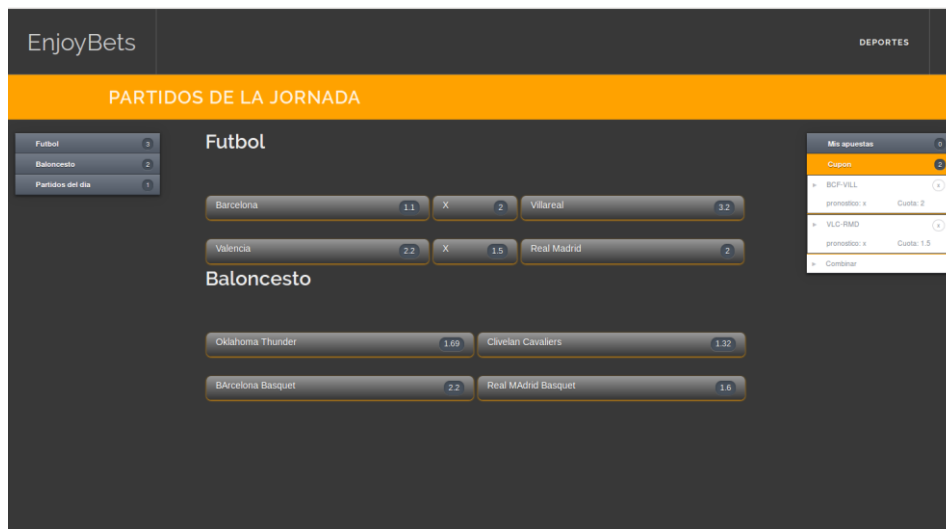 EnjoyBets
DEPORTES
PARTIDOS DE LA JORNADA
Futbol 3
Baloncesto 2
Partidos del dia 1
Futbol
Barcelona 1.1 X 2 Villareal 3.2
Valencia 2.2 X 1.5 Real Madrid 2
Baloncesto
Oklahoma Thunder 1.69 Clivelan Cavaliers 1.32
BArcelona Basquet 2.2 Real MAdrid Basquet 1.6
Mis apuestas 0
Cupon 2
BCF-VILL x
pronostico: x Cuota: 2
VLC-RMD x
pronostico: x Cuota: 1.5
Combinar